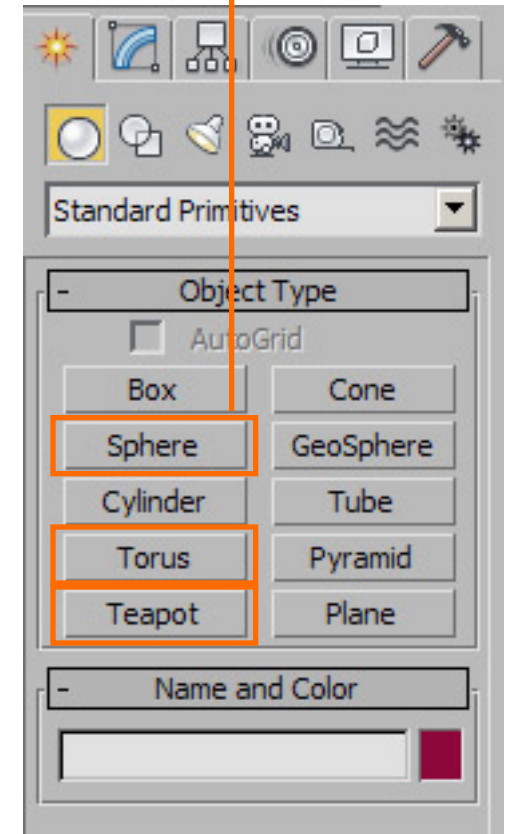 Standard Primitives
- Object Type
AutoGrid
Box Cone
Sphere GeoSphere
Cylinder Tube
Torus Pyramid
Teapot Plane
- Name and Color